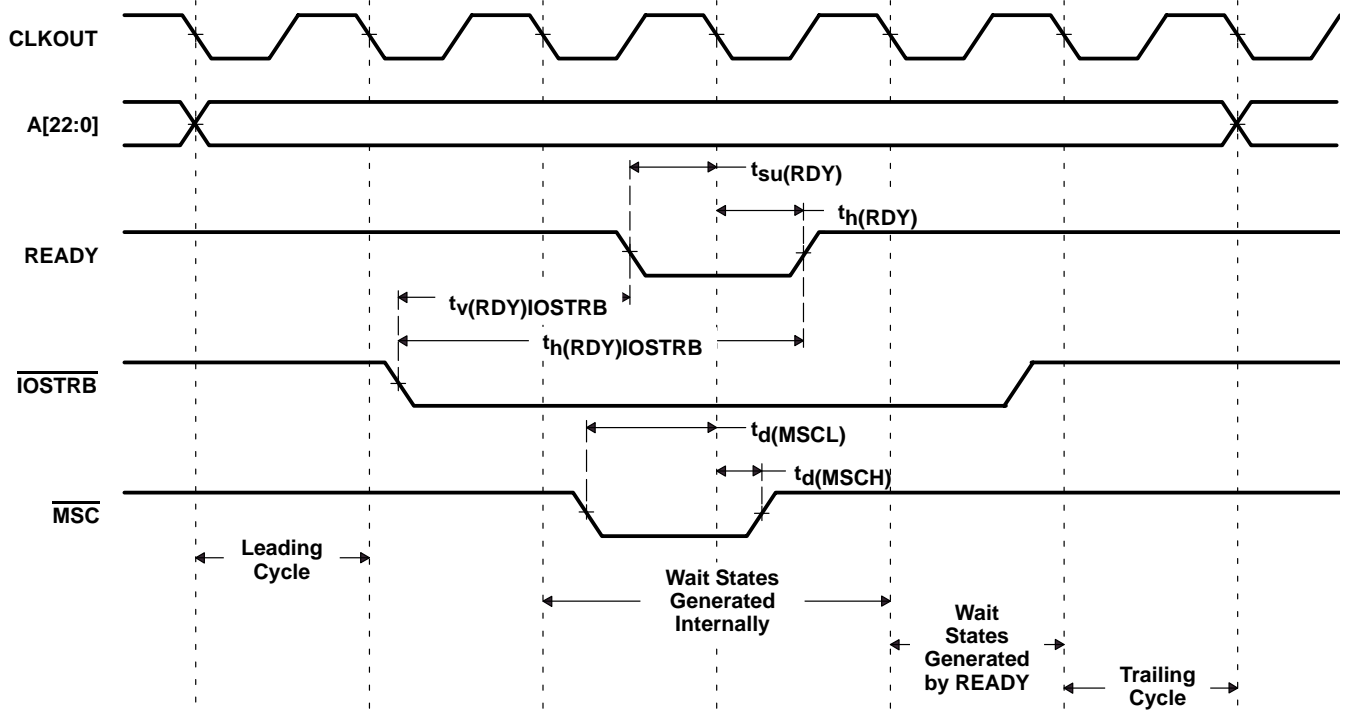 CLKOUT
A[22:0]
tsu(RDY)
th(RDY)
READY
tv(RDY)IOSTRB
th(RDY)IOSTRB
IOSTRB
td(MSCL)
td(MSCH)
MSC
Leading
Cycle
Wait States
Generated
Internally
Wait
States
Generated
by READY
Trailing
Cycle